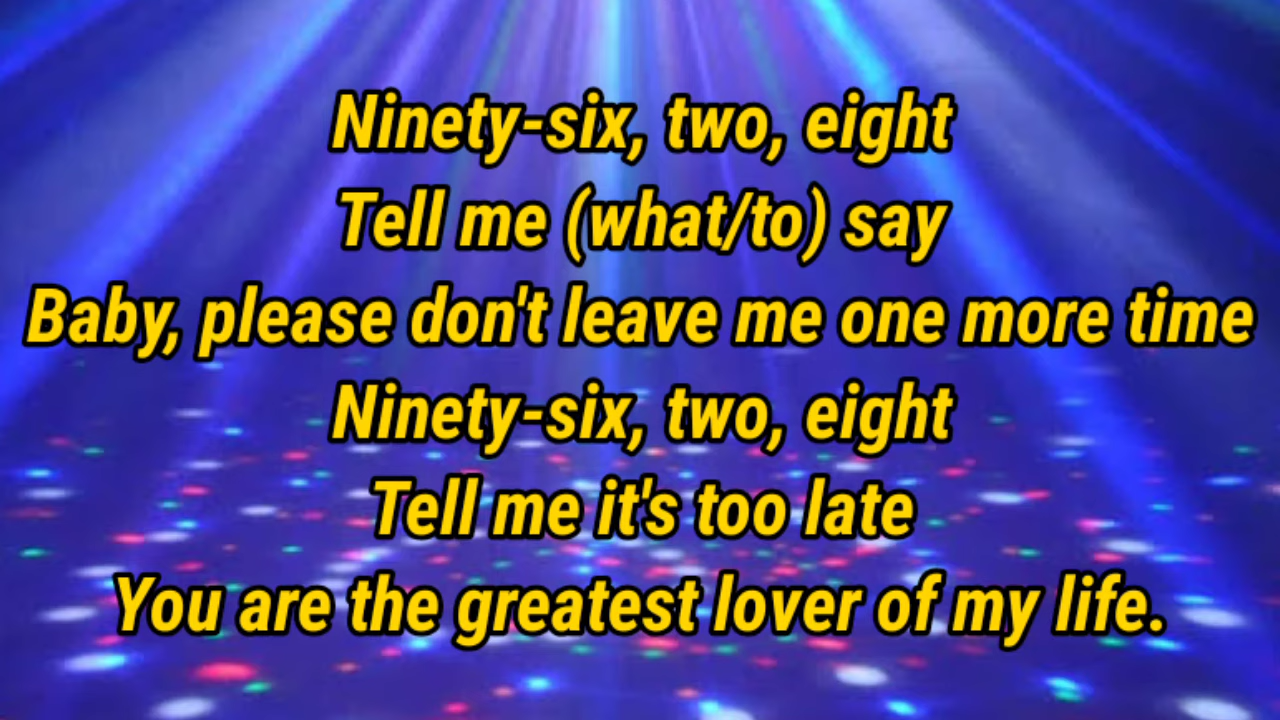 Ninety-six, two, eight
Tell me (what/to) say
Baby, please don't leave me one more time
Ninety-six, two, eight
Tell me it's too late
You are the greatest lover of my life.